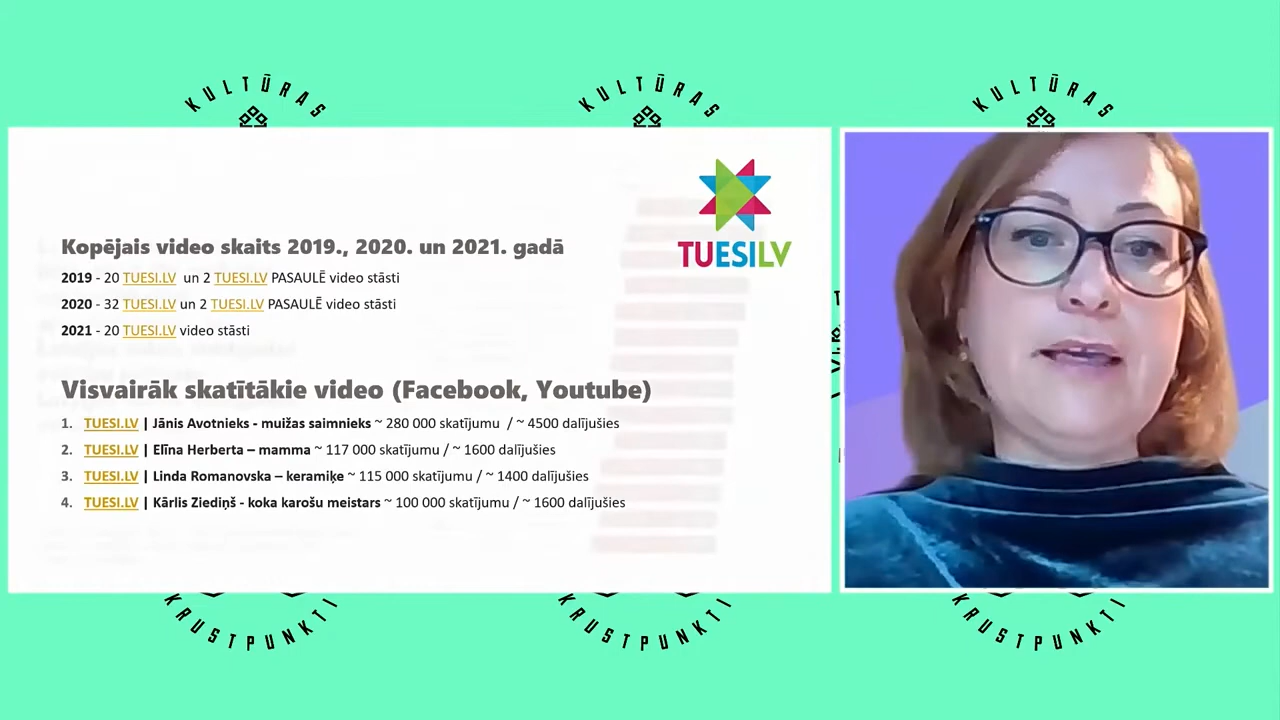 KULTŪRAS
KULTŪRAS
KULTŪRAS
TUESILV
Kopējais video skaits 2019., 2020. un 2021. gadā
2019 - 20 TUESI.LV un 2 TUESI.LV PASAULĒ video stāsti
2020 - 32 TUESI.LV un 2 TUESI.LV PASAULĒ video stāsti
2021 - 20 TUESI.LV video stāsti
Visvairāk skatītākie video (Facebook, Youtube)
1. TUESI.LV | Jānis Avotnieks - muižas saimnieks ~ 280 000 skatījumu / ~ 4500 dalījušies
2. TUESI.LV | Elīna Herberta – mamma ~ 117 000 skatījumu / ~ 1600 dalījušies
3. TUESI.LV | Linda Romanovska – keramiķe ~ 115 000 skatījumu / ~ 1400 dalījušies
4. TUESI.LV | Kārlis Ziediņš - koka karošu meistars ~ 100 000 skatījumu / ~ 1600 dalījušies
KRUSTPUNKTI
KRUSTPUNKTI
KRUSTPUNKTI